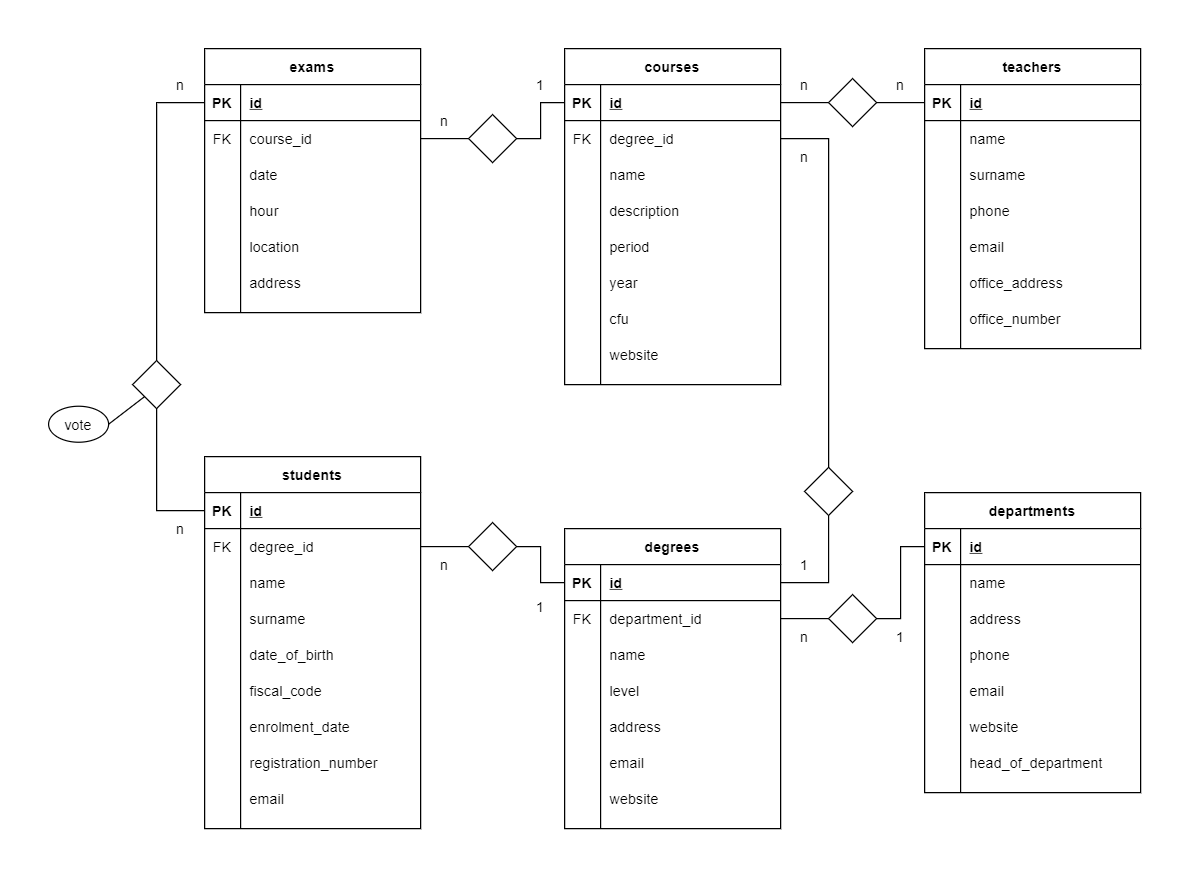 exams
n
PK id
FK course_id
date
hour
location
address
n
1
courses
PK id
FK degree_id
name
description
period
year
cfu
website
n
n
n
teachers
PK id
name
surname
phone
email
office_address
office_number
vote
students
PK id
n
FK degree_id
name
surname
date_of_birth
fiscal_code
enrolment_date
registration_number
email
n
1
degrees
PK id
FK department_id
name
level
address
email
website
1
n
1
departments
PK id
name
address
phone
email
website
head_of_department